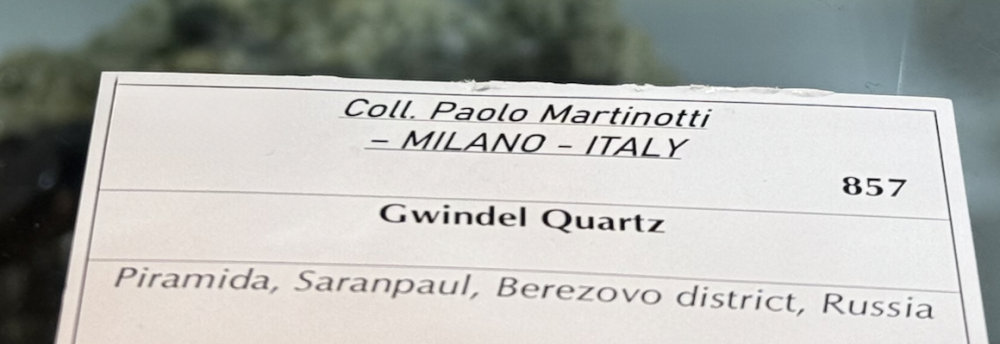 Coll. Paolo Martinotti
– MILANO – ITALY
857
Gwindel Quartz
Piramida, Saranpaul, Berezovo district, Russia